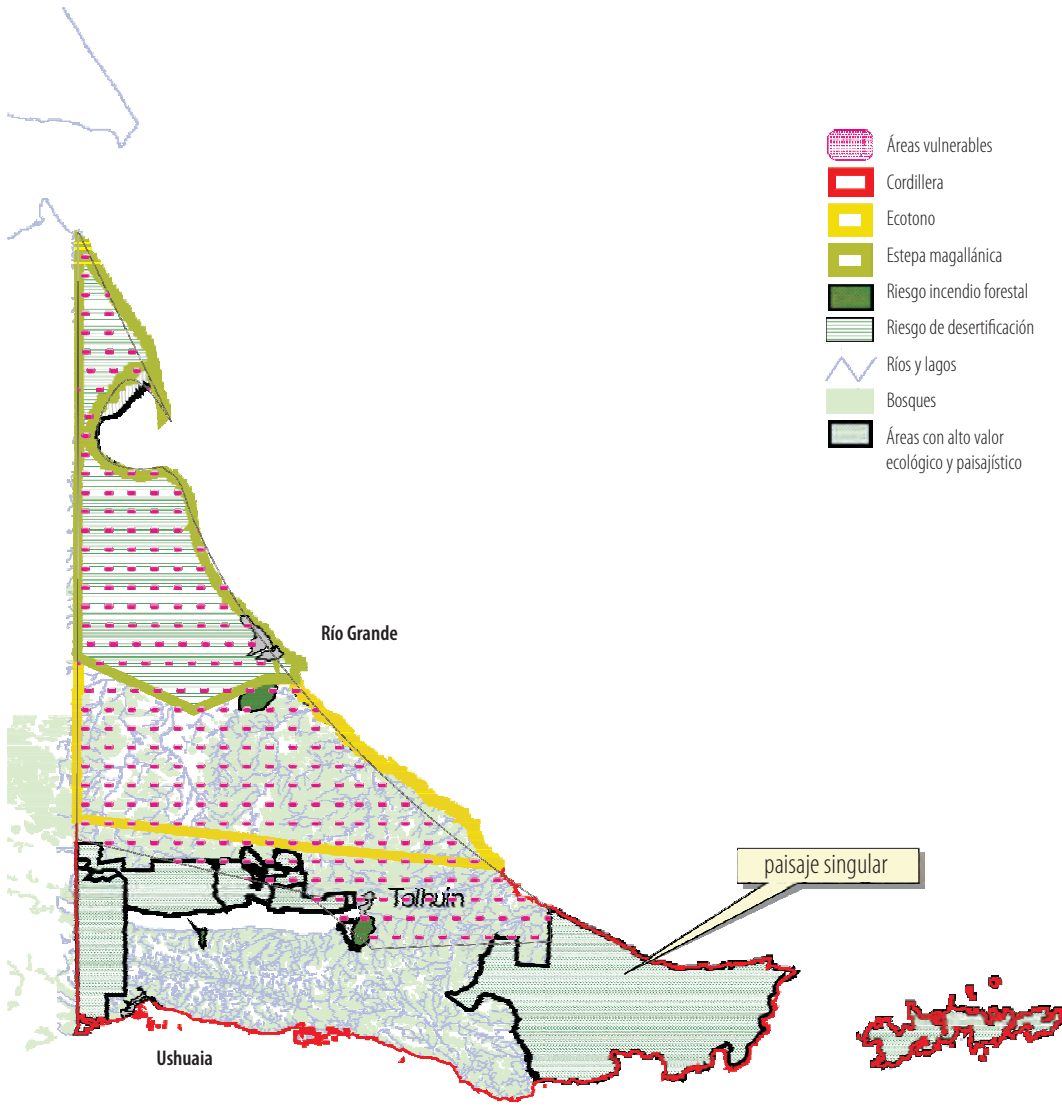 Áreas vulnerables
Cordillera
Ecotono
Estepa magallánica
Riesgo incendio forestal
Riesgo de desertificación
Ríos y lagos
Bosques
Áreas con alto valor
ecológico y paisajístico
Río Grande
paisaje singular
Tolhuin
Ushuaia